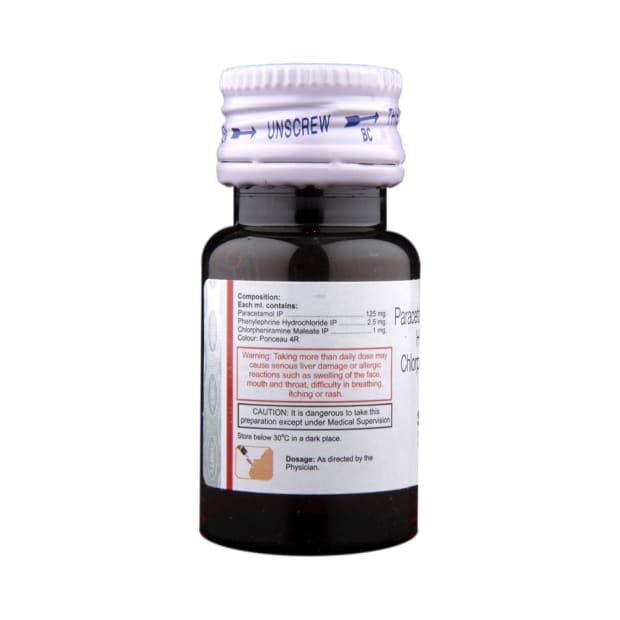 UNSCREW
BC
Composition:
Each ml. contains:
Paracetamol IP ........................ 125 mg.
Phenylephrine Hydrochloride IP ............ 2.5 mg.
Chlorpheniramine Maleate IP ............... 1 mg.
Colour: Ponceau 4R
Warning: Taking more than daily dose may
cause serious liver damage or allergic
reactions such as swelling of the face,
mouth and throat, difficulty in breathing,
itching or rash.
CAUTION: It is dangerous to take this
preparation except under Medical Supervision
Store below 30°C in a dark place.
Dosage: As directed by the
Physician.
Paraceta
H
Chlorp